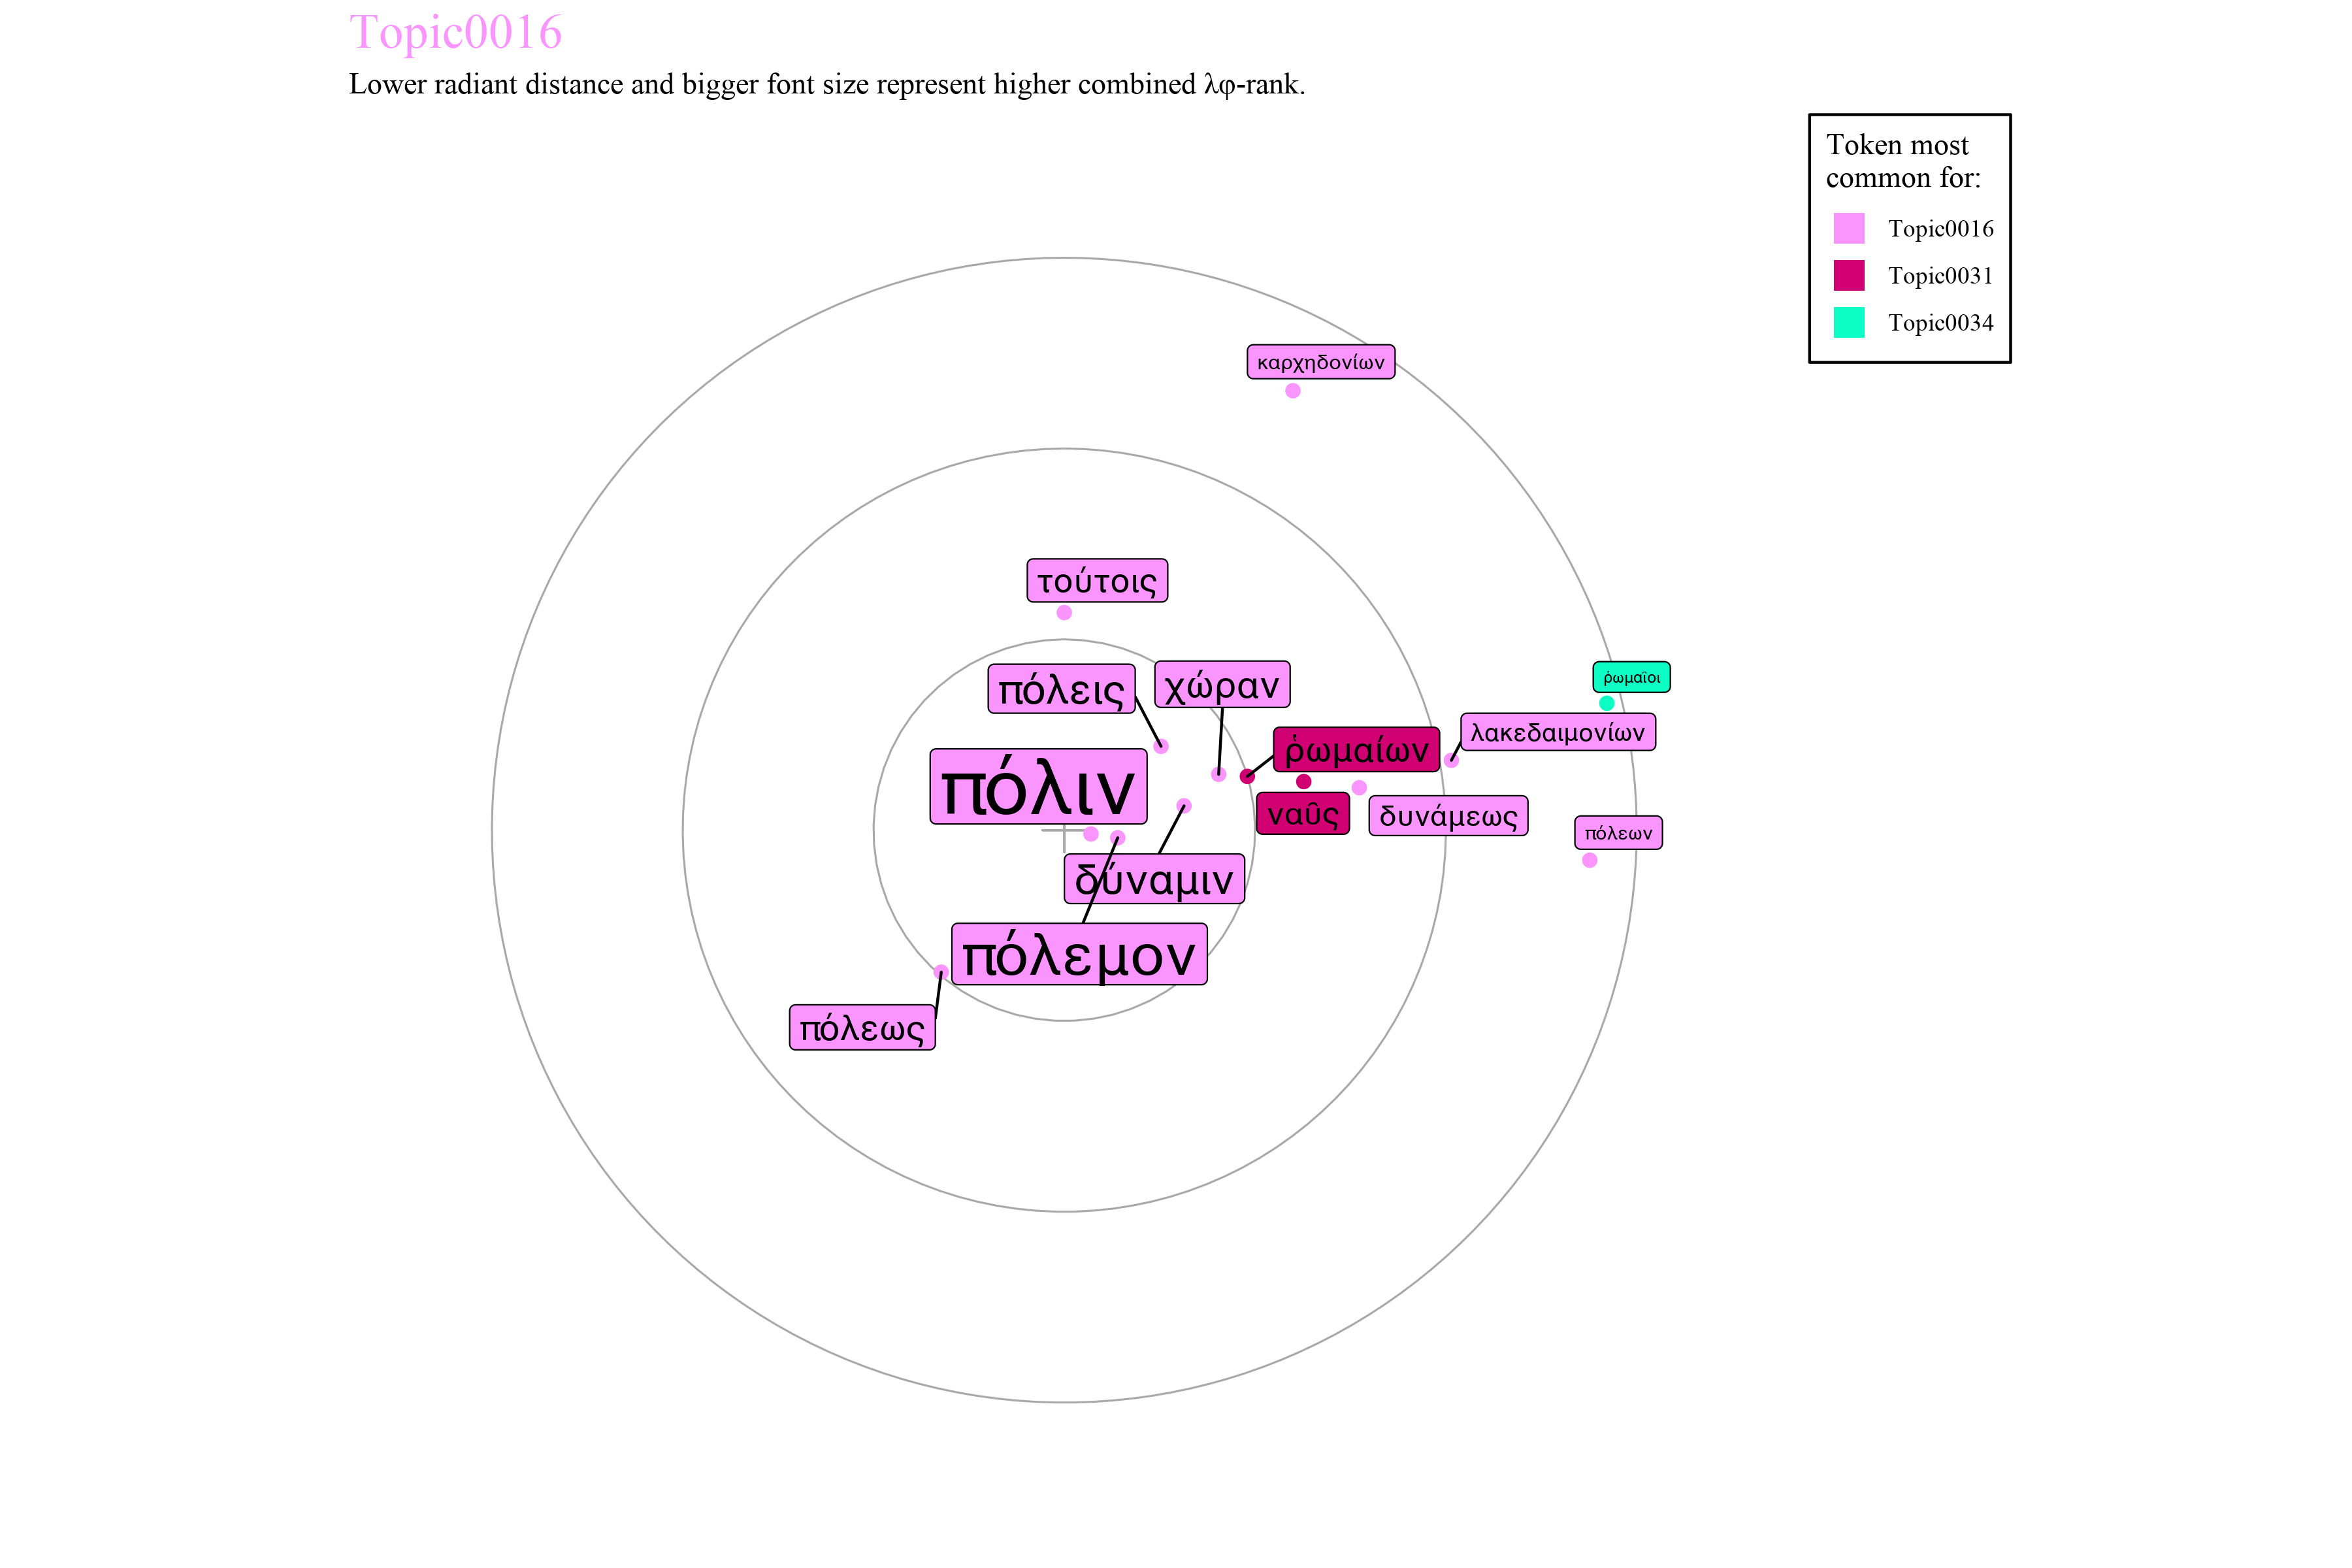 Topic0016
Lower radiant distance and bigger font size represent higher combined λφ-rank.
Token most
common for:
Topic0016
Topic0031
Topic0034
καρχηδονίων
τούτοις
πόλεις
χώραν
ῥωμαῖοι
λακεδαιμονίων
ῥωμαίων
πόλιν
ναῦς
δυνάμεως
πόλεων
δύναμιν
πόλεμον
πόλεως